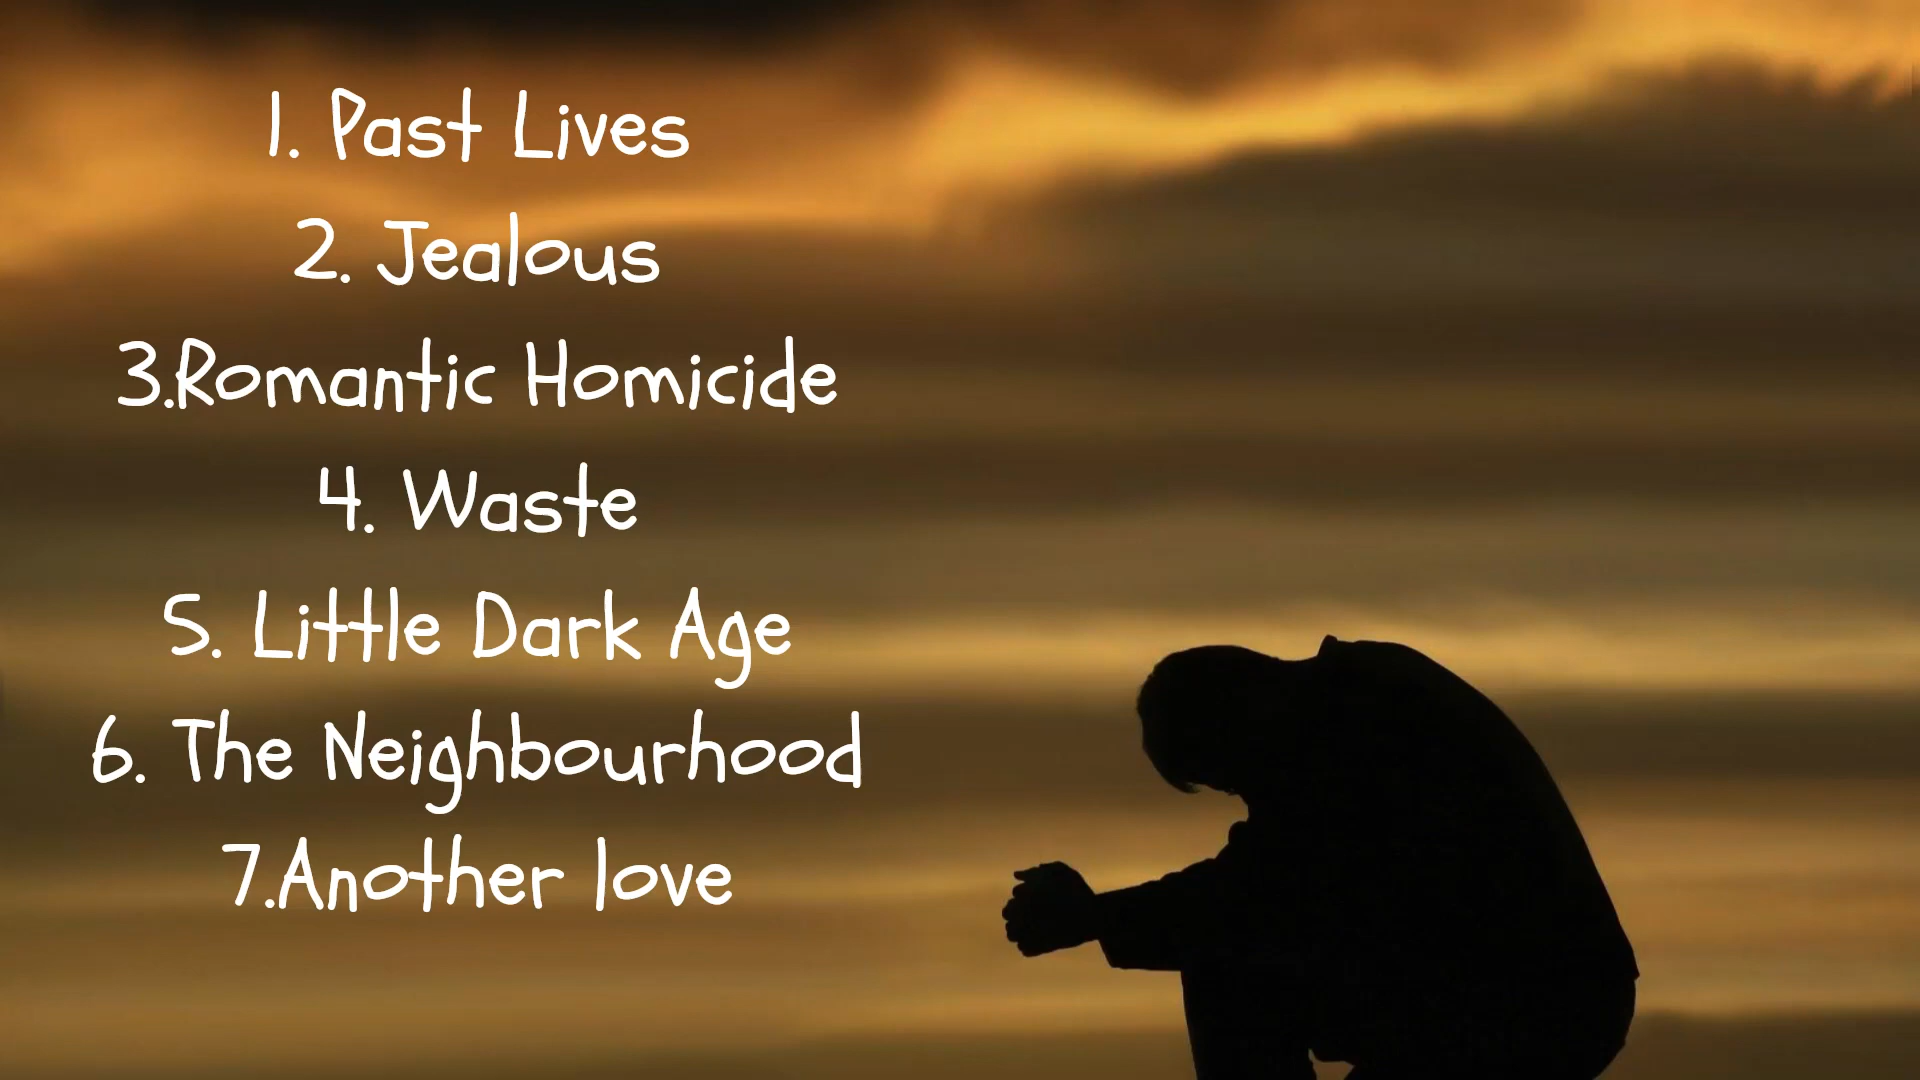 1. Past Lives
2. Jealous
3.Romantic Homicide
4. Waste
5. Little Dark Age
6. The Neighbourhood
7.Another love